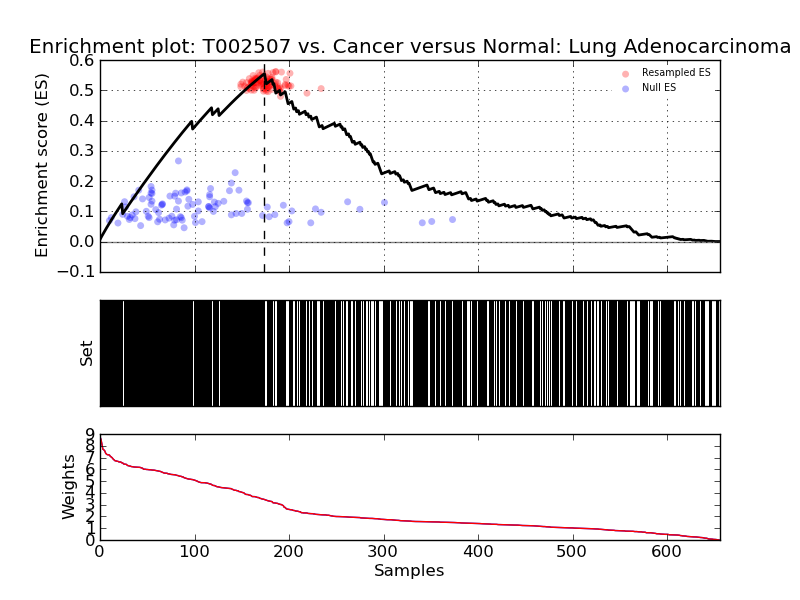 Enrichment plot: T002507 vs. Cancer versus Normal: Lung Adenocarcinoma
0.6
0.5
0.4
0.3
0.2
0.1
0.0
−0.1
Enrichment score (ES)
Resampled ES
Null ES
Set
9
8
7
6
5
4
3
2
1
0
Weights
0 100 200 300 400 500 600
Samples